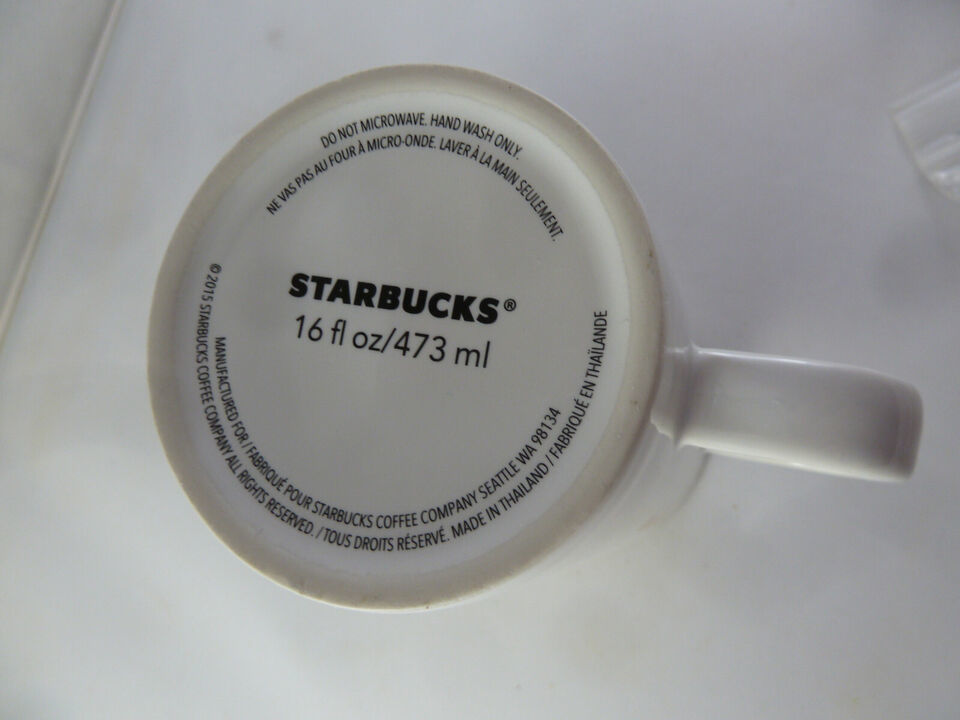 DO NOT MICROWAVE. HAND WASH ONLY.
NE VAS PAS AU FOUR À MICRO-ONDE. LAVER À LA MAIN SEULEMENT.
STARBUCKS®
16 fl oz/473 ml
MANUFACTURED FOR / FABRIQUÉ POUR STARBUCKS COFFEE COMPANY SEATTLE WA 98134
© 2015 STARBUCKS COFFEE COMPANY ALL RIGHTS RESERVED. / TOUS DROITS RÉSERVÉ. MADE IN THAILAND / FABRIQUÉ EN THAÏLANDE